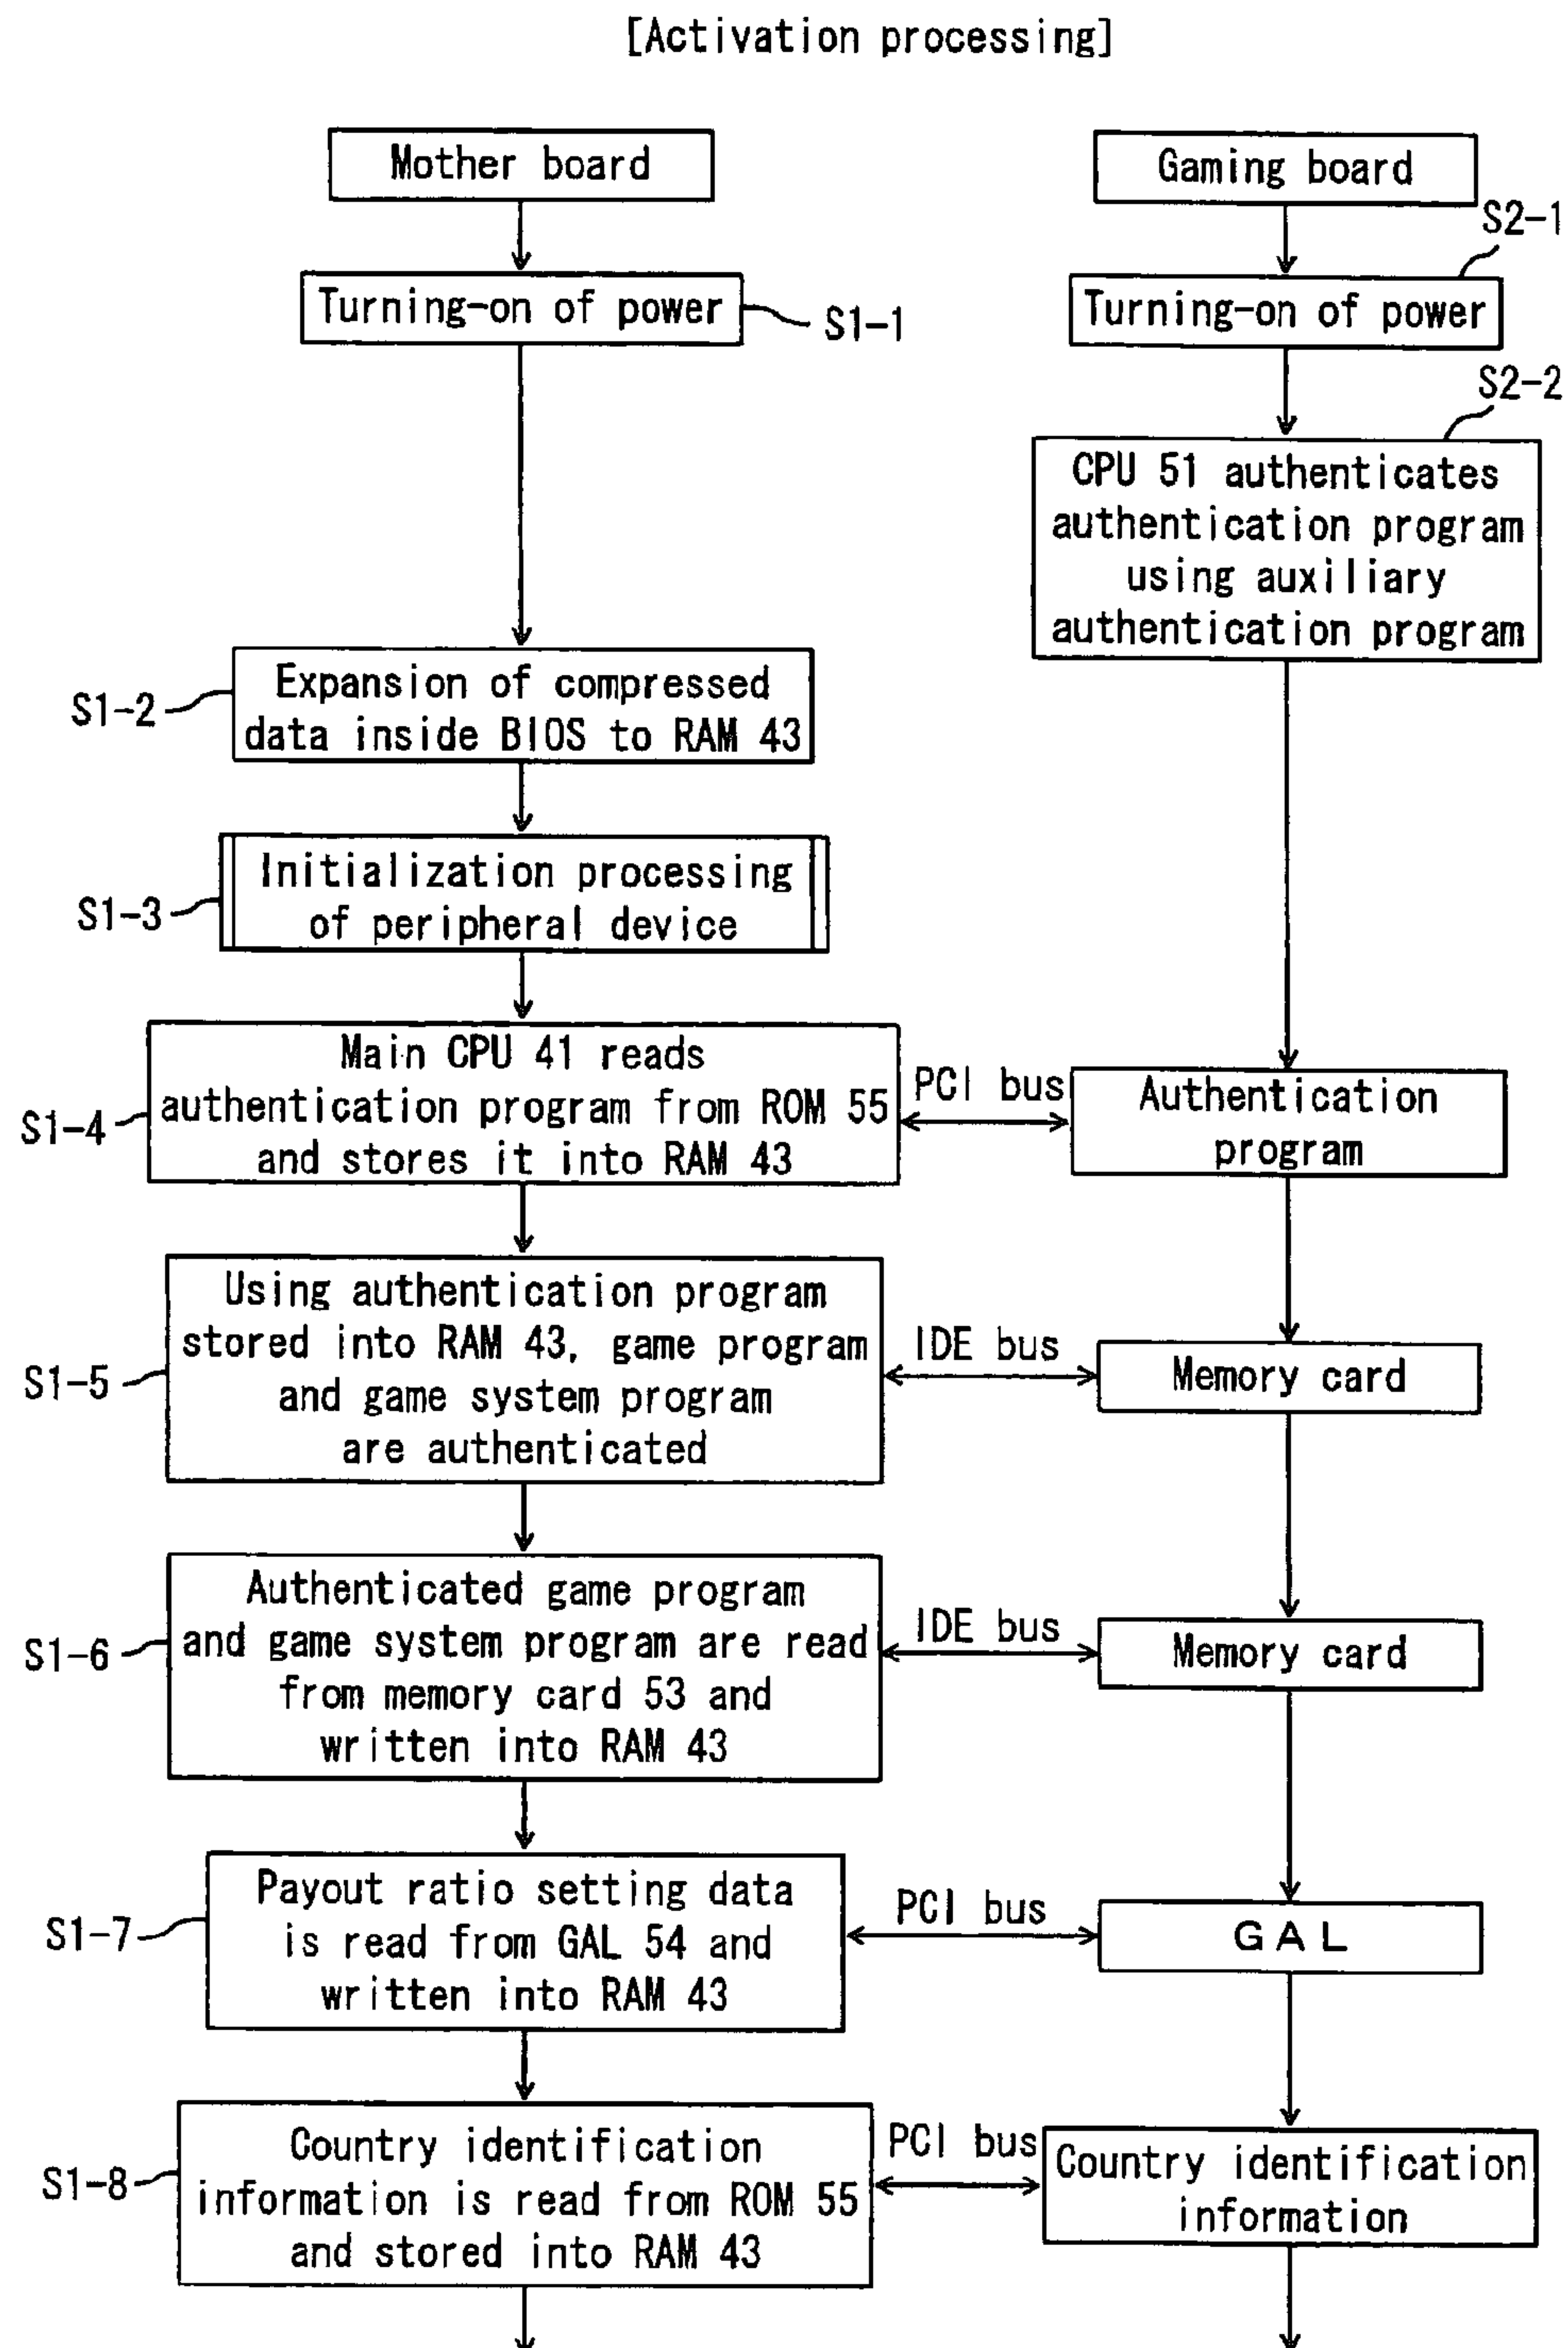 [Activation processing]
Mother board
Gaming board
S2-1
Turning-on of power
S1-1
Turning-on of power
S2-2
CPU 51 authenticates
authentication program
using auxiliary
authentication program
S1-2
Expansion of compressed
data inside BIOS to RAM 43
S1-3
Initialization processing
of peripheral device
S1-4
Main CPU 41 reads
authentication program from ROM 55
and stores it into RAM 43
PCI bus
Authentication
program
S1-5
Using authentication program
stored into RAM 43, game program
and game system program
are authenticated
IDE bus
Memory card
S1-6
Authenticated game program
and game system program are read
from memory card 53 and
written into RAM 43
IDE bus
Memory card
S1-7
Payout ratio setting data
is read from GAL 54 and
written into RAM 43
PCI bus
GAL
S1-8
Country identification
information is read from ROM 55
and stored into RAM 43
PCI bus
Country identification
information